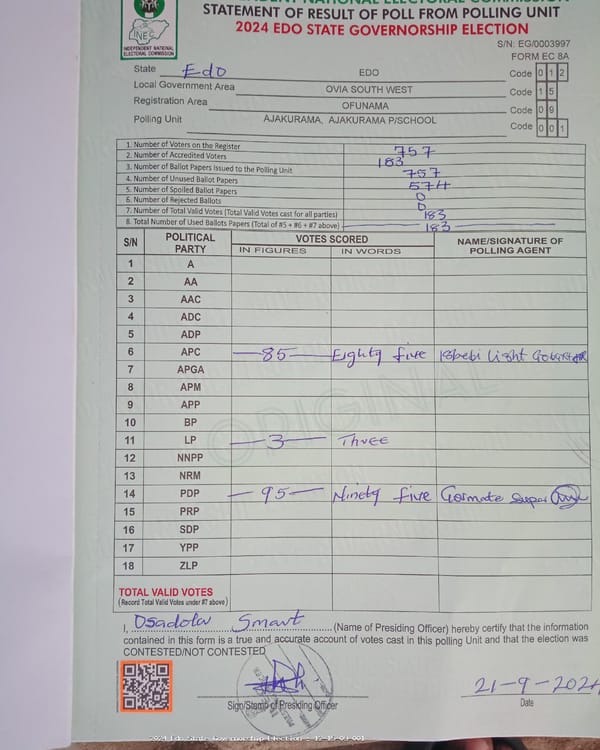 INDEPENDENT NATIONAL ELECTORAL COMMISSION
STATEMENT OF RESULT OF POLL FROM POLLING UNIT
2024 EDO STATE GOVERNORSHIP ELECTION
INEC
INDEPENDENT NATIONAL
ELECTORAL COMMISSION
S/N: EG/0003997
FORM EC 8A
State Edo EDO Code 0 1 2
Local Government Area OVIA SOUTH WEST Code 1 5
Registration Area OFUNAMA Code 0 9
Polling Unit AJAKURAMA, AJAKURAMA P/SCHOOL Code 0 0 1
1. Number of Voters on the Register 757
2. Number of Accredited Voters 183
3. Number of Ballot Papers Issued to the Polling Unit 757
4. Number of Unused Ballot Papers 574
5. Number of Spoiled Ballot Papers 0
6. Number of Rejected Ballots 0
7. Number of Total Valid Votes (Total Valid Votes cast for all parties) 183
8. Total Number of Used Ballots Papers (Total of #5 + #6 + #7 above) 183
S/N POLITICAL PARTY VOTES SCORED NAME/SIGNATURE OF POLLING AGENT
IN FIGURES IN WORDS
1 A
2 AA
3 AAC
4 ADC
5 ADP
6 APC 85 Eighty five Light
7 APGA
8 APM
9 APP
10 BP
11 LP 3 Three
12 NNPP
13 NRM
14 PDP 95 Ninety five
15 PRP
16 SDP
17 YPP
18 ZLP
ORIGINAL
TOTAL VALID VOTES
(Record Total Valid Votes under #7 above)
I, Osadolor Smart (Name of Presiding Officer) hereby certify that the information
contained in this form is a true and accurate account of votes cast in this polling Unit and that the election was
CONTESTED/NOT CONTESTED
21-9-2024
Sign/Stamp of Presiding Officer Date
2024 Edo State Governorship Election - 12-15-09-001